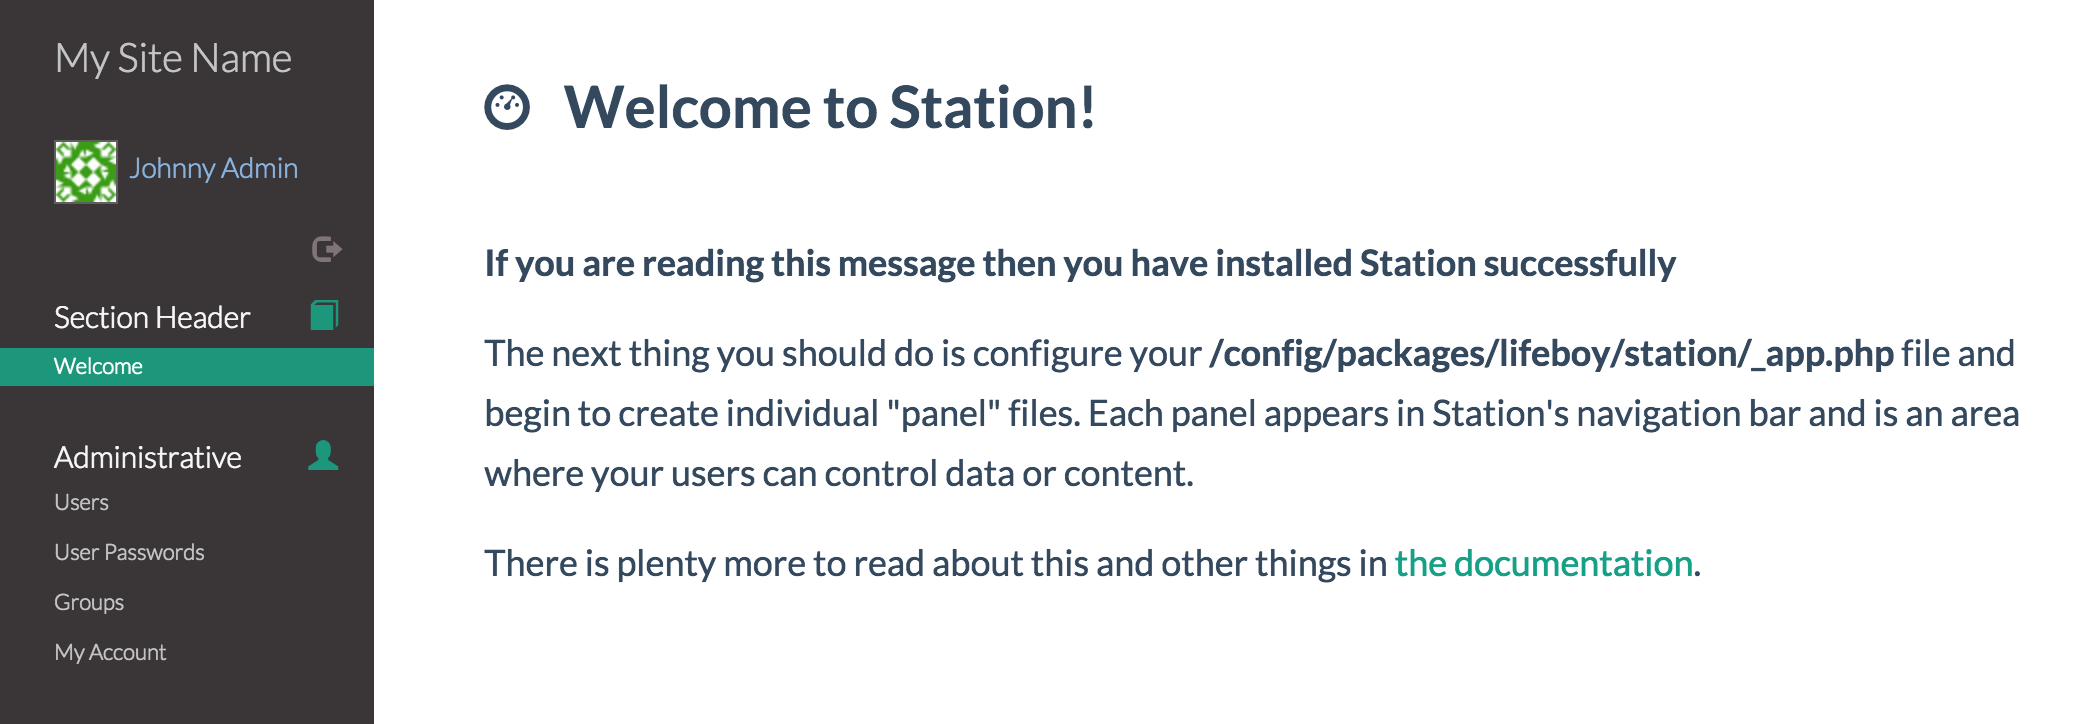 My Site Name
Johnny Admin
Section Header
Welcome
Administrative
Users
User Passwords
Groups
My Account
Welcome to Station!
If you are reading this message then you have installed Station successfully
The next thing you should do is configure your /config/packages/lifeboy/station/_app.php file and
begin to create individual "panel" files. Each panel appears in Station's navigation bar and is an area
where your users can control data or content.
There is plenty more to read about this and other things in the documentation.